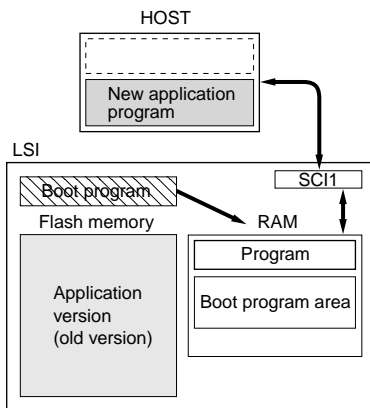 HOST
New application
program
LSI
SCI1
Boot program
Flash memory
RAM
Program
Application
version
(old version)
Boot program area